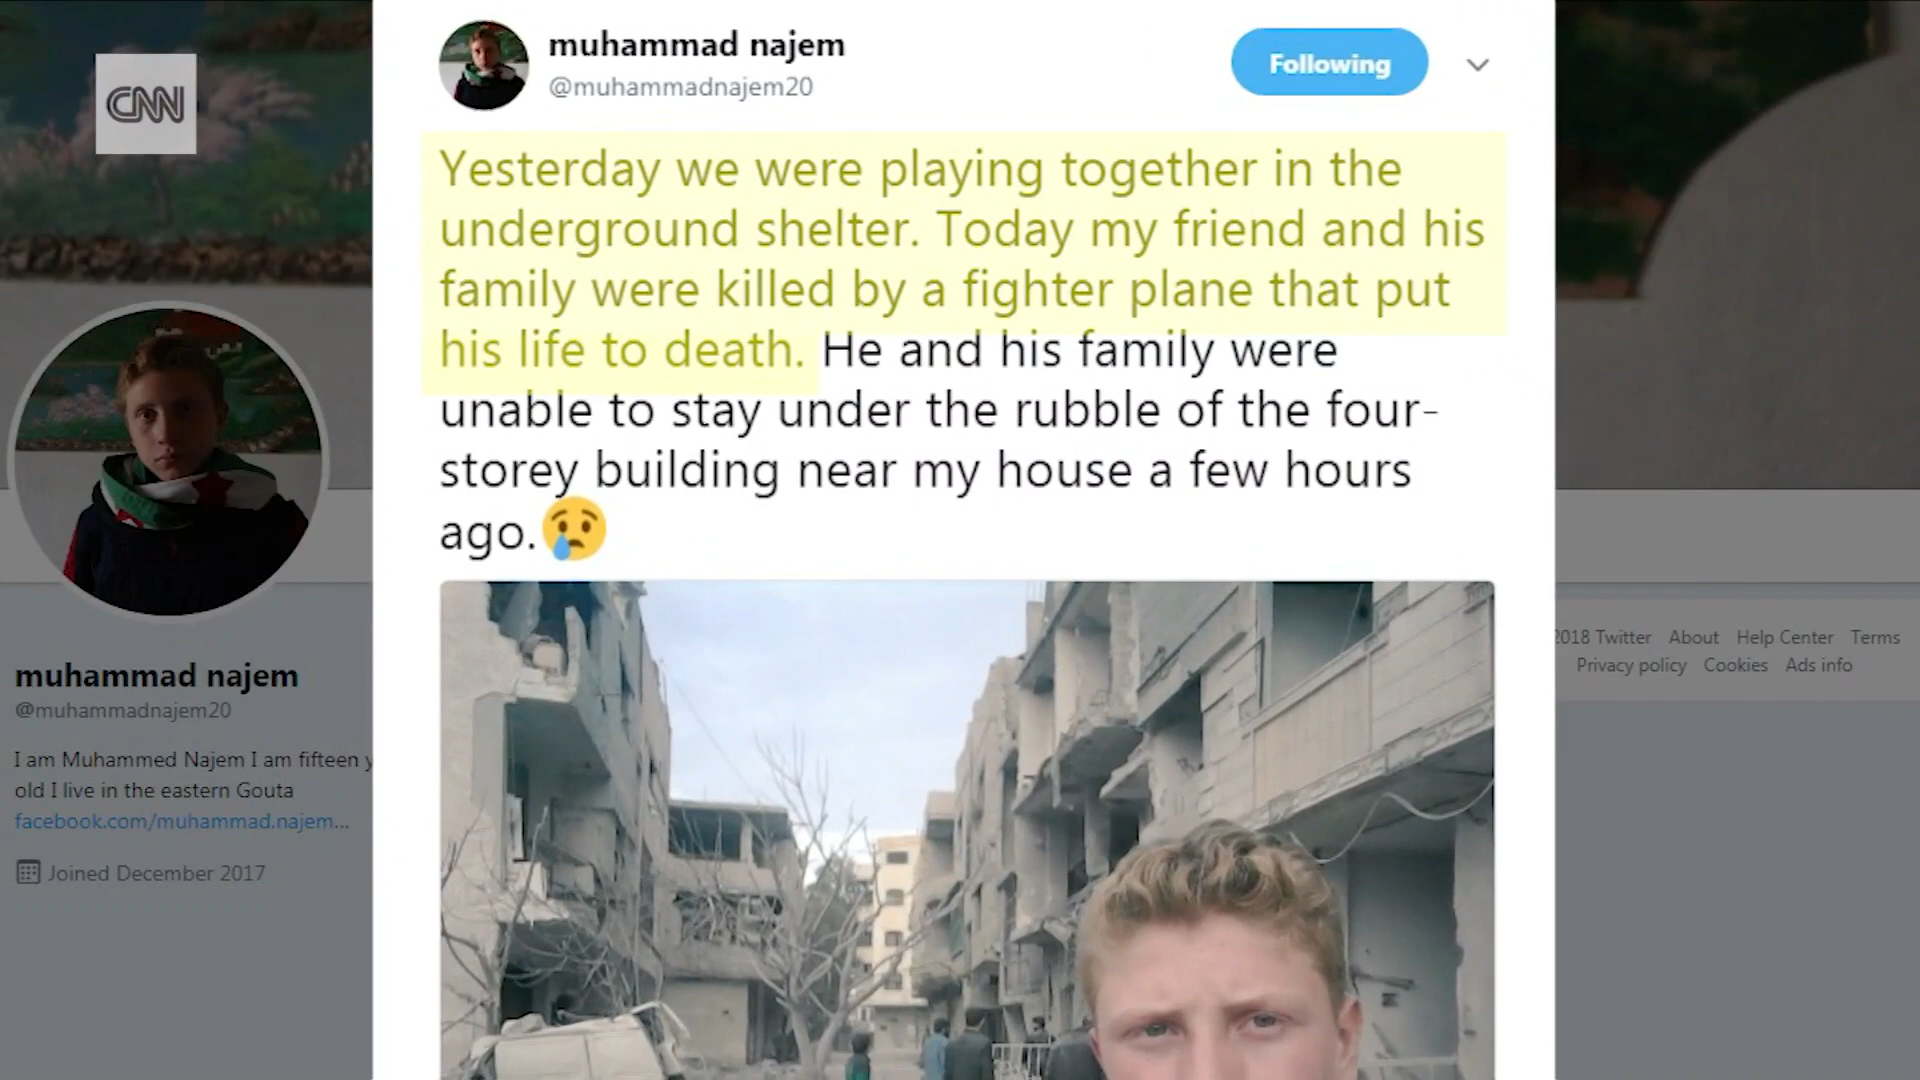 CNN
muhammad najem
@muhammadnajem20
Following
Yesterday we were playing together in the
underground shelter. Today my friend and his
family were killed by a fighter plane that put
his life to death. He and his family were
unable to stay under the rubble of the four-
storey building near my house a few hours
ago.😢
muhammad najem
@muhammadnajem20
I am Muhammed Najem I am fifteen y
old I live in the eastern Gouta
facebook.com/muhammad.najem...
Joined December 2017
2018 Twitter About Help Center Terms
Privacy policy Cookies Ads info